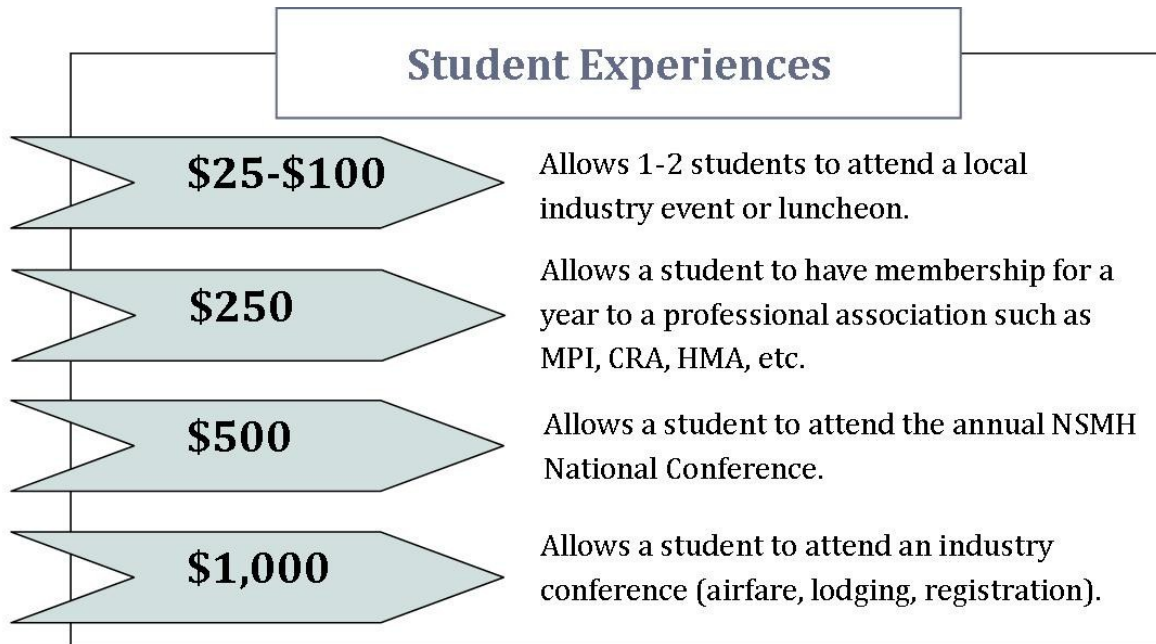 Student Experiences
$25-$100
Allows 1-2 students to attend a local
industry event or luncheon.
$250
Allows a student to have membership for a
year to a professional association such as
MPI, CRA, HMA, etc.
$500
Allows a student to attend the annual NSMH
National Conference.
$1,000
Allows a student to attend an industry
conference (airfare, lodging, registration).